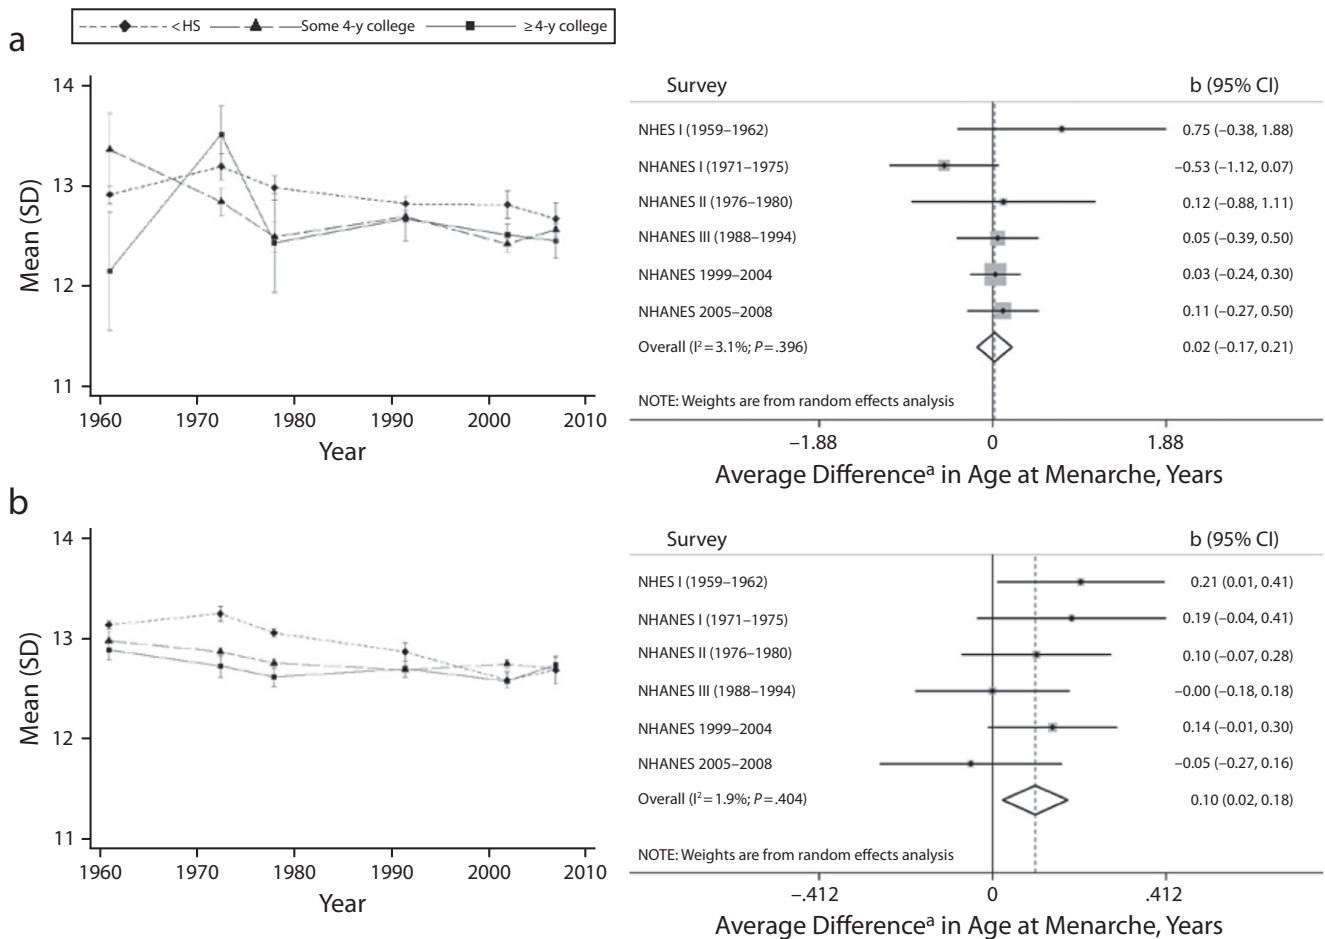 <HS Some 4-y college ≥ 4-y college
a
14
13
12
11
Mean (SD)
1960 1970 1980 1990 2000 2010
Year
Survey b (95% CI)
NHES I (1959–1962) 0.75 (–0.38, 1.88)
NHANES I (1971–1975) –0.53 (–1.12, 0.07)
NHANES II (1976–1980) 0.12 (–0.88, 1.11)
NHANES III (1988–1994) 0.05 (–0.39, 0.50)
NHANES 1999–2004 0.03 (–0.24, 0.30)
NHANES 2005–2008 0.11 (–0.27, 0.50)
Overall (I² = 3.1%; P = .396) 0.02 (–0.17, 0.21)
NOTE: Weights are from random effects analysis
–1.88 0 1.88
Average Differenceᵃ in Age at Menarche, Years
b
14
13
12
11
Mean (SD)
1960 1970 1980 1990 2000 2010
Year
Survey b (95% CI)
NHES I (1959–1962) 0.21 (0.01, 0.41)
NHANES I (1971–1975) 0.19 (–0.04, 0.41)
NHANES II (1976–1980) 0.10 (–0.07, 0.28)
NHANES III (1988–1994) –0.00 (–0.18, 0.18)
NHANES 1999–2004 0.14 (–0.01, 0.30)
NHANES 2005–2008 –0.05 (–0.27, 0.16)
Overall (I² = 1.9%; P = .404) 0.10 (0.02, 0.18)
NOTE: Weights are from random effects analysis
–.412 0 .412
Average Differenceᵃ in Age at Menarche, Years